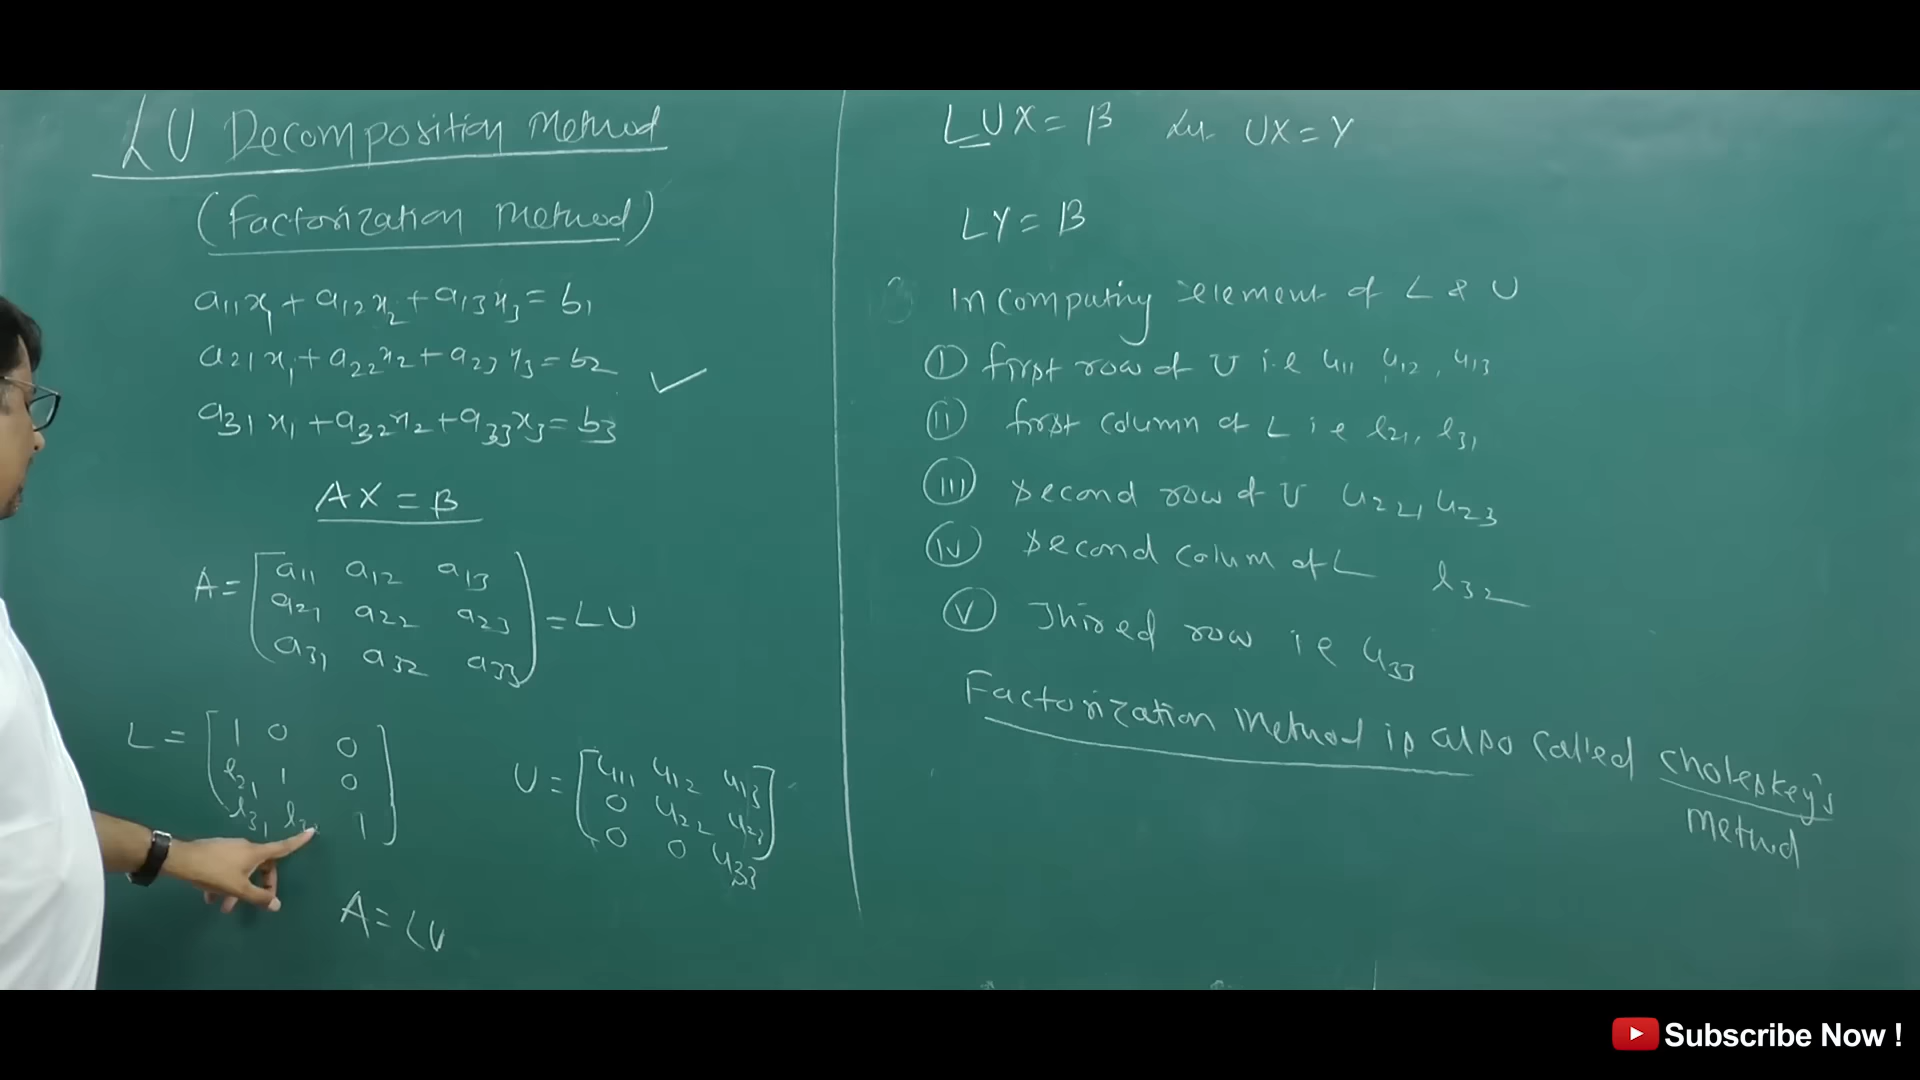 LU Decomposition Method
(Factorization Method)
a11x1 + a12x2 + a13x3 = b1
a21x1 + a22x2 + a23x3 = b2
a31x1 + a32x2 + a33x3 = b3
AX = B
A = [a11 a12 a13
a21 a22 a23 = LU
a31 a32 a33]
L = [1 0 0
l21 1 0
l31 l32 1]
U = [u11 u12 u13
0 u22 u23
0 0 u33]
A = LU
LUX = B Let UX = Y
LY = B
In computing element of L & U
(I) first row of U i.e u11 u12, u13
(II) first column of L i e l21, l31
(III) second row of U u22, u23
(IV) second colum of L l32
(V) Thired row i e u33
Factorization Method is also called choleskey's
Method
Subscribe Now !